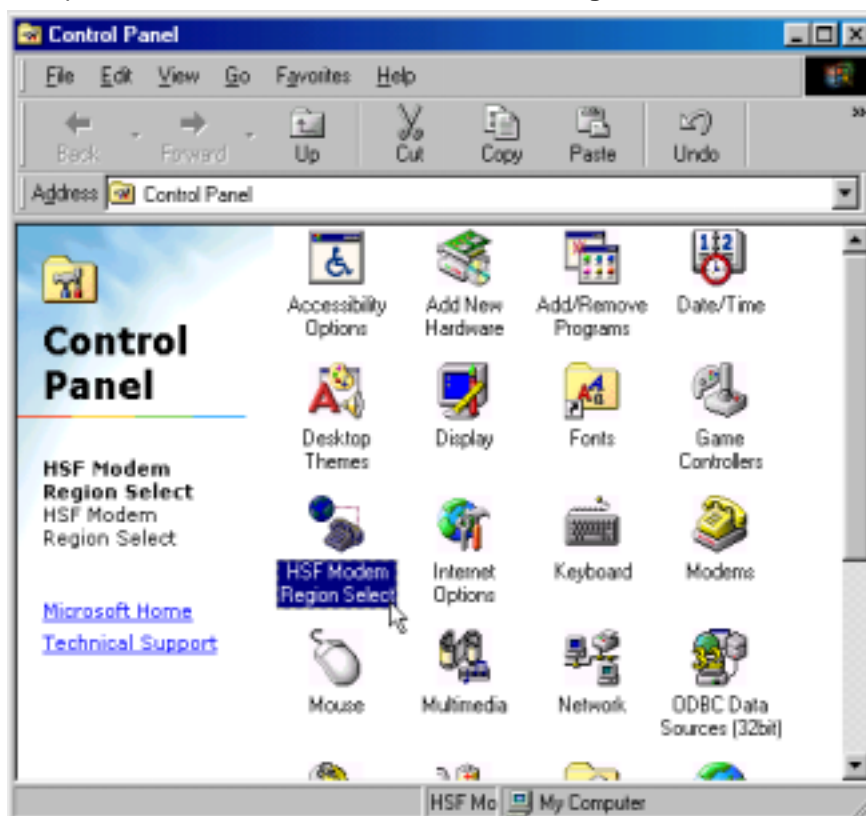 Control Panel
File Edit View Go Favorites Help
Back Forward Up Cut Copy Paste Undo
Address Control Panel
Control
Panel
HSF Modem
Region Select
HSF Modem
Region Select
Microsoft Home
Technical Support
Accessibility
Options
Add New
Hardware
Add/Remove
Programs
Date/Time
Desktop
Themes
Display
Fonts
Game
Controllers
HSF Modem
Region Select
Internet
Options
Keyboard
Modems
Mouse
Multimedia
Network
ODBC Data
Sources (32bit)
HSF Mo My Computer